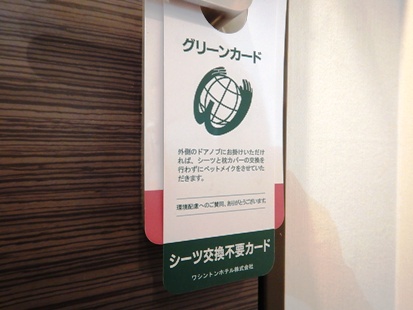 グリーンカード
外側のドアノブにお掛けいただけ
れば、シーツと枕カバーの交換を
行わずにベットメイクをさせていた
だきます。
環境配慮へのご賛同、ありがとうございます。
シーツ交換不要カード
ワシントンホテル株式会社